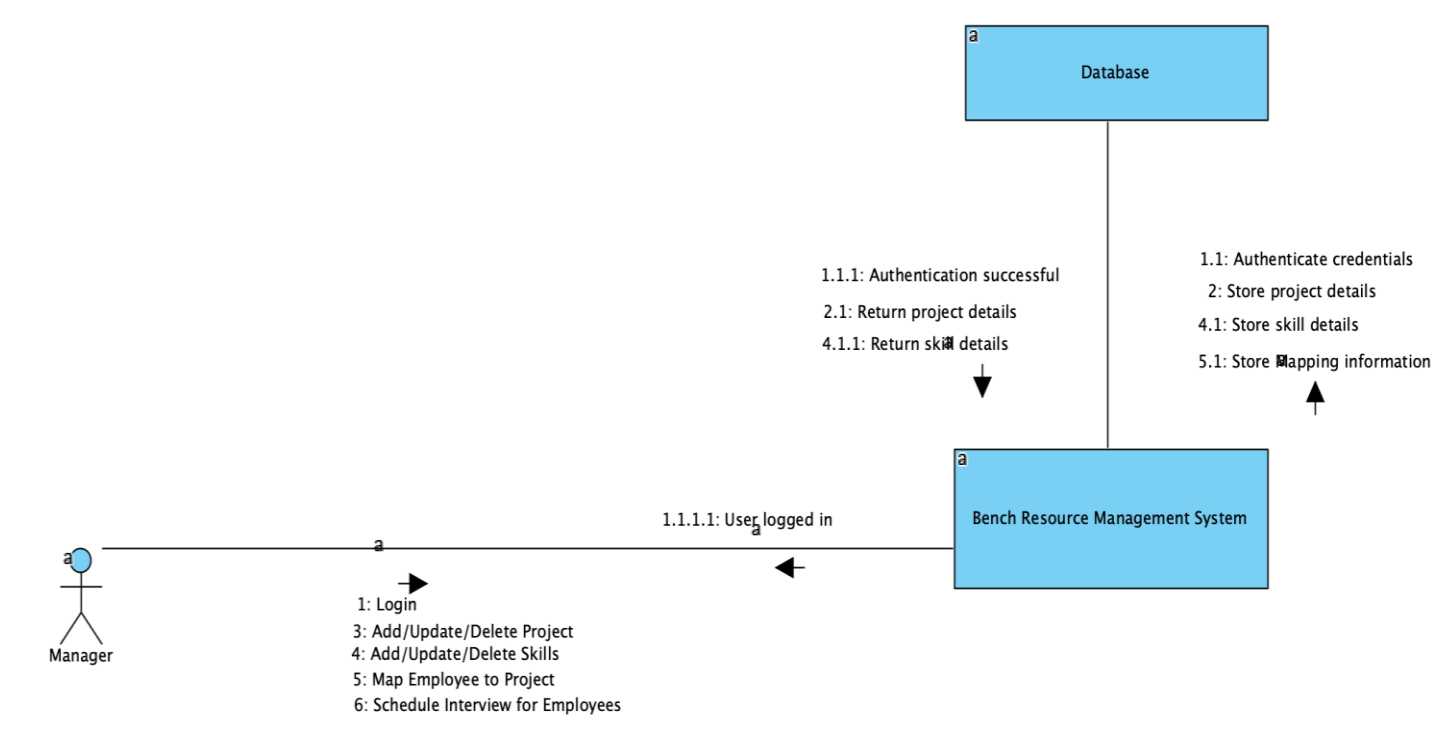 a
Database
1.1.1: Authentication successful
2.1: Return project details
4.1.1: Return skill details
a
1.1: Authenticate credentials
2: Store project details
4.1: Store skill details
5.1: Store Mapping information
a
a
Bench Resource Management System
1.1.1.1: User logged in
a
a
a
Manager
1: Login
3: Add/Update/Delete Project
4: Add/Update/Delete Skills
5: Map Employee to Project
6: Schedule Interview for Employees